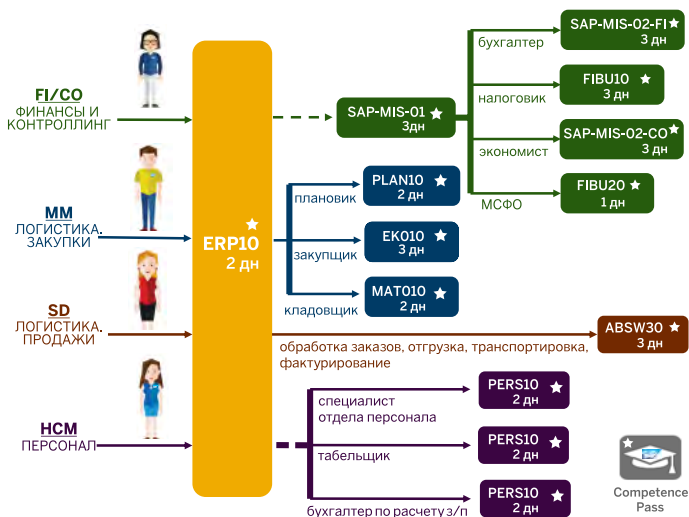 FI/CO
ФИНАНСЫ И
КОНТРОЛЛИНГ
MM
ЛОГИСТИКА.
ЗАКУПКИ
SD
ЛОГИСТИКА.
ПРОДАЖИ
HCM
ПЕРСОНАЛ
ERP10
2 дн
SAP-MIS-01
3дн
бухгалтер
SAP-MIS-02-FI
3 дн
налоговик
FIBU10
3 дн
экономист
SAP-MIS-02-CO
3 дн
МСФО
FIBU20
1 дн
плановик
PLAN10
2 дн
закупщик
EK010
3 дн
кладовщик
MAT010
2 дн
обработка заказов, отгрузка, транспортировка,
фактурирование
ABSW30
3 дн
специалист
отдела персонала
PERS10
2 дн
табельщик
PERS10
2 дн
бухгалтер по расчету з/п
PERS10
2 дн
Competence
Pass